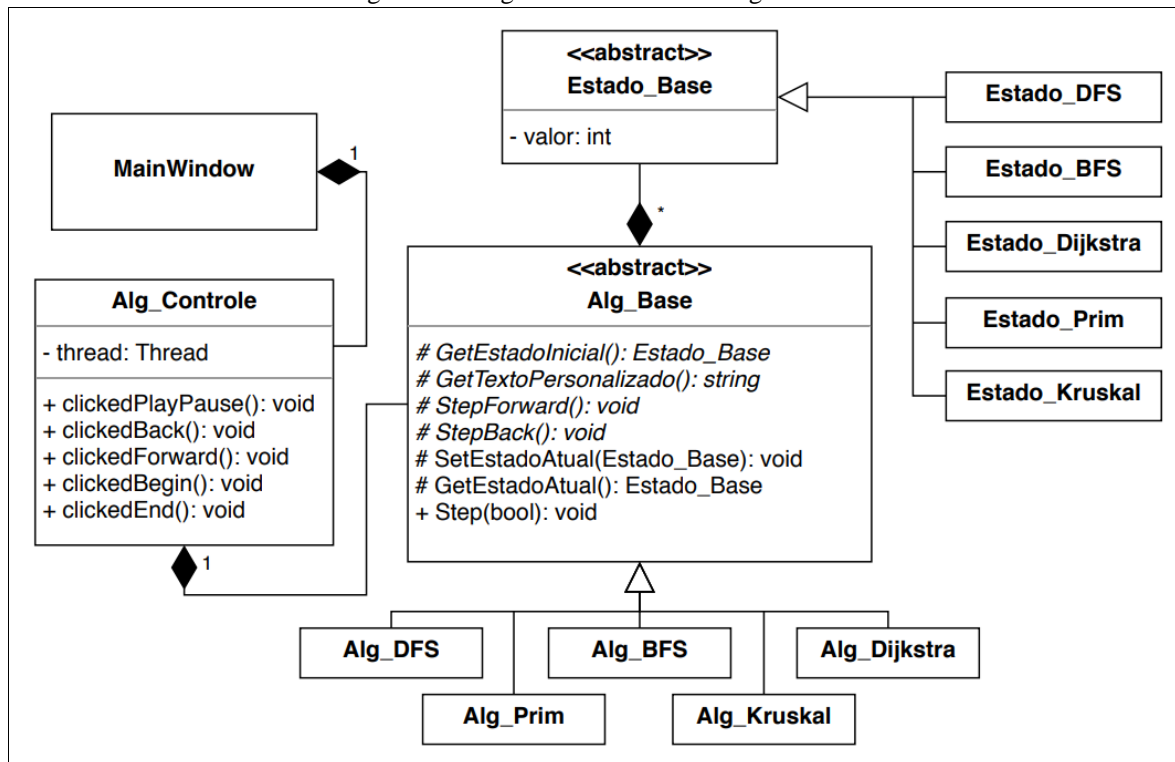 <<abstract>>
Estado_Base
- valor: int
Estado_DFS
Estado_BFS
Estado_Dijkstra
Estado_Prim
Estado_Kruskal
MainWindow
1
*
Alg_Controle
- thread: Thread
+ clickedPlayPause(): void
+ clickedBack(): void
+ clickedForward(): void
+ clickedBegin(): void
+ clickedEnd(): void
1
<<abstract>>
Alg_Base
# GetEstadoInicial(): Estado_Base
# GetTextoPersonalizado(): string
# StepForward(): void
# StepBack(): void
# SetEstadoAtual(Estado_Base): void
# GetEstadoAtual(): Estado_Base
+ Step(bool): void
Alg_DFS
Alg_BFS
Alg_Dijkstra
Alg_Prim
Alg_Kruskal